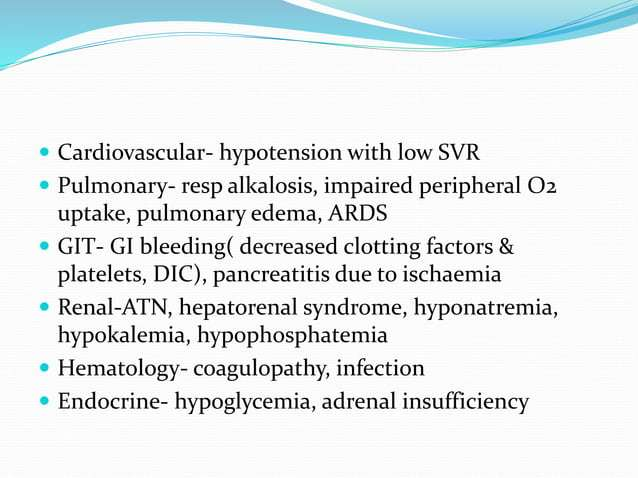 • Cardiovascular- hypotension with low SVR
• Pulmonary- resp alkalosis, impaired peripheral O2
uptake, pulmonary edema, ARDS
• GIT- GI bleeding( decreased clotting factors &
platelets, DIC), pancreatitis due to ischaemia
• Renal-ATN, hepatorenal syndrome, hyponatremia,
hypokalemia, hypophosphatemia
• Hematology- coagulopathy, infection
• Endocrine- hypoglycemia, adrenal insufficiency